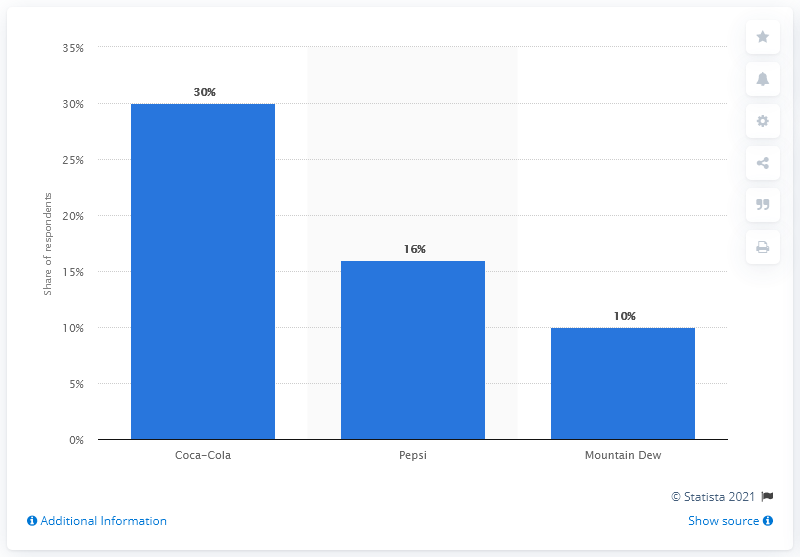 35%
30%
25%
20%
15%
10%
5%
0%
Share of respondents
30%
16%
10%
Coca-Cola
Pepsi
Mountain Dew
© Statista 2021
Additional Information
Show source